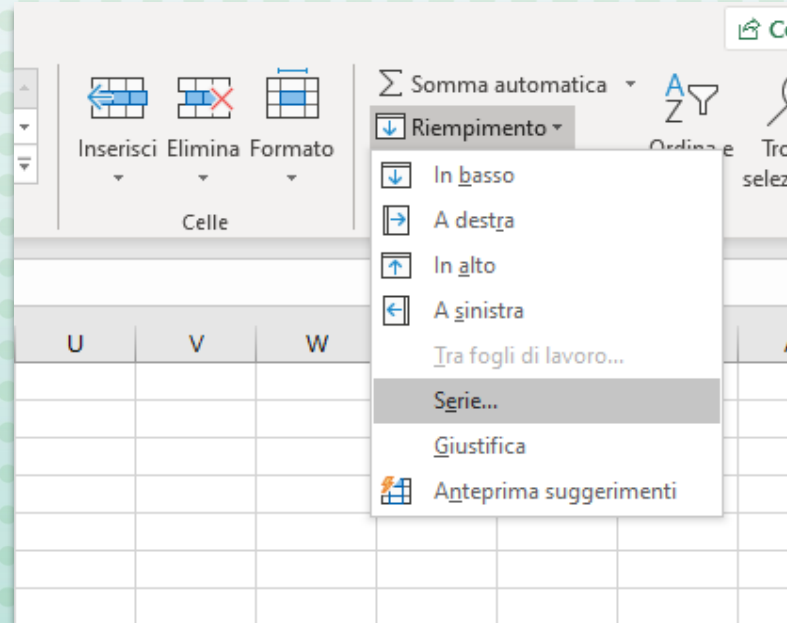 Somma automatica
Riempimento
Inserisci Elimina Formato
Celle
Ordina e
In basso
A destra
In alto
A sinistra
Tra fogli di lavoro...
Serie...
Giustifica
Anteprima suggerimenti
U V W